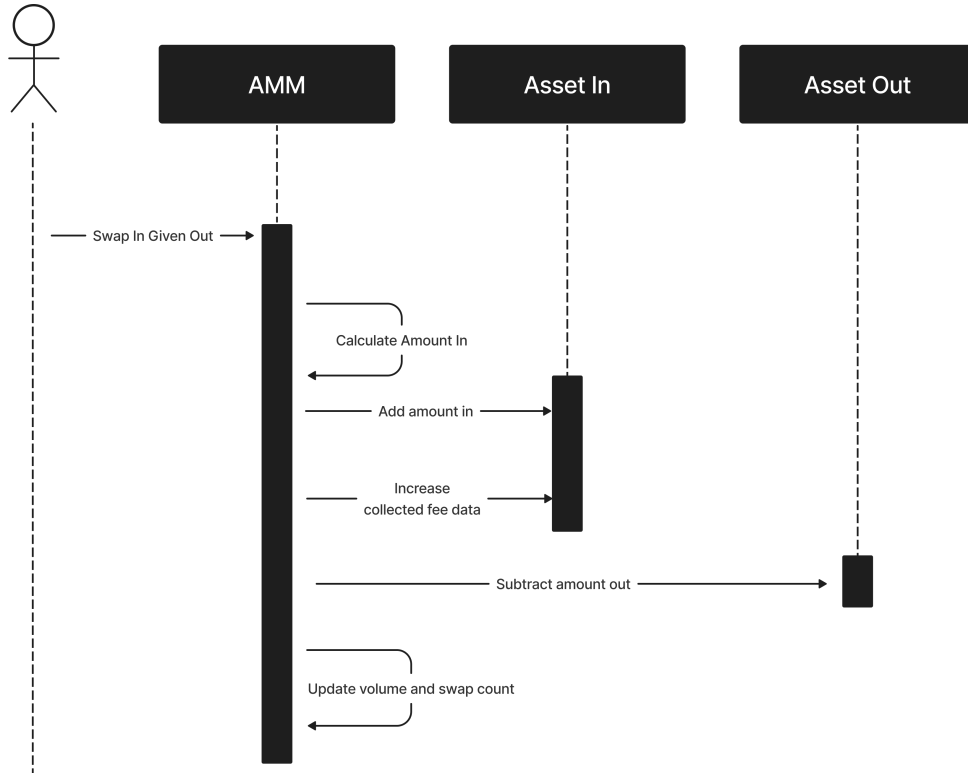 AMM
Asset In
Asset Out
Swap In Given Out
Calculate Amount In
Add amount in
Increase
collected fee data
Subtract amount out
Update volume and swap count